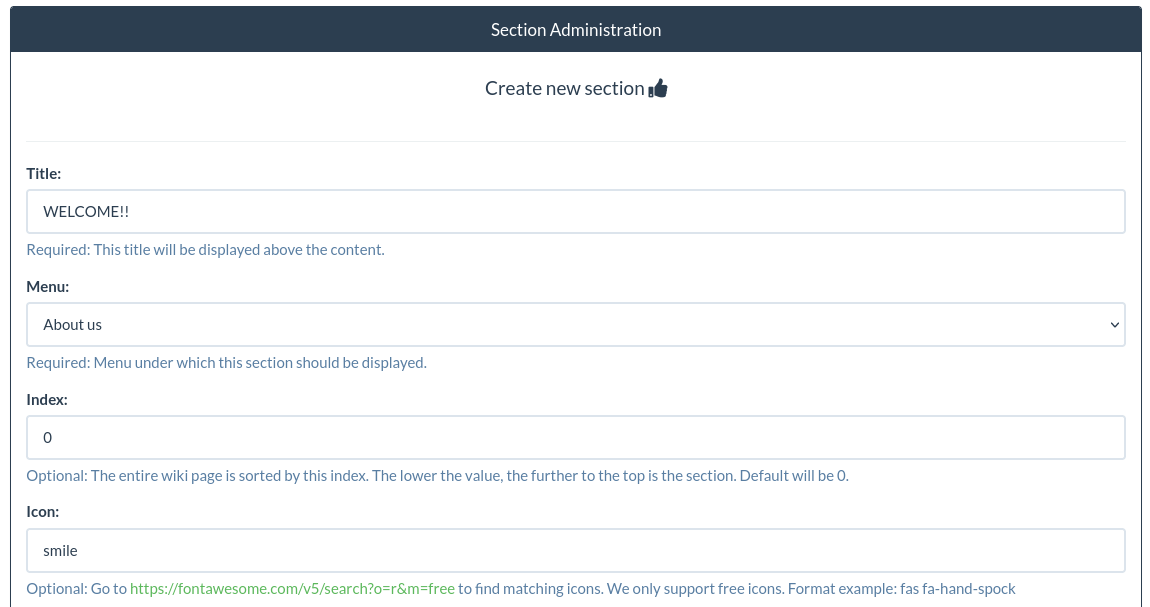 Section Administration
Create new section
Title:
WELCOME!!
Required: This title will be displayed above the content.
Menu:
About us
Required: Menu under which this section should be displayed.
Index:
0
Optional: The entire wiki page is sorted by this index. The lower the value, the further to the top is the section. Default will be 0.
Icon:
smile
Optional: Go to https://fontawesome.com/v5/search?o=r&m=free to find matching icons. We only support free icons. Format example: fas fa-hand-spock